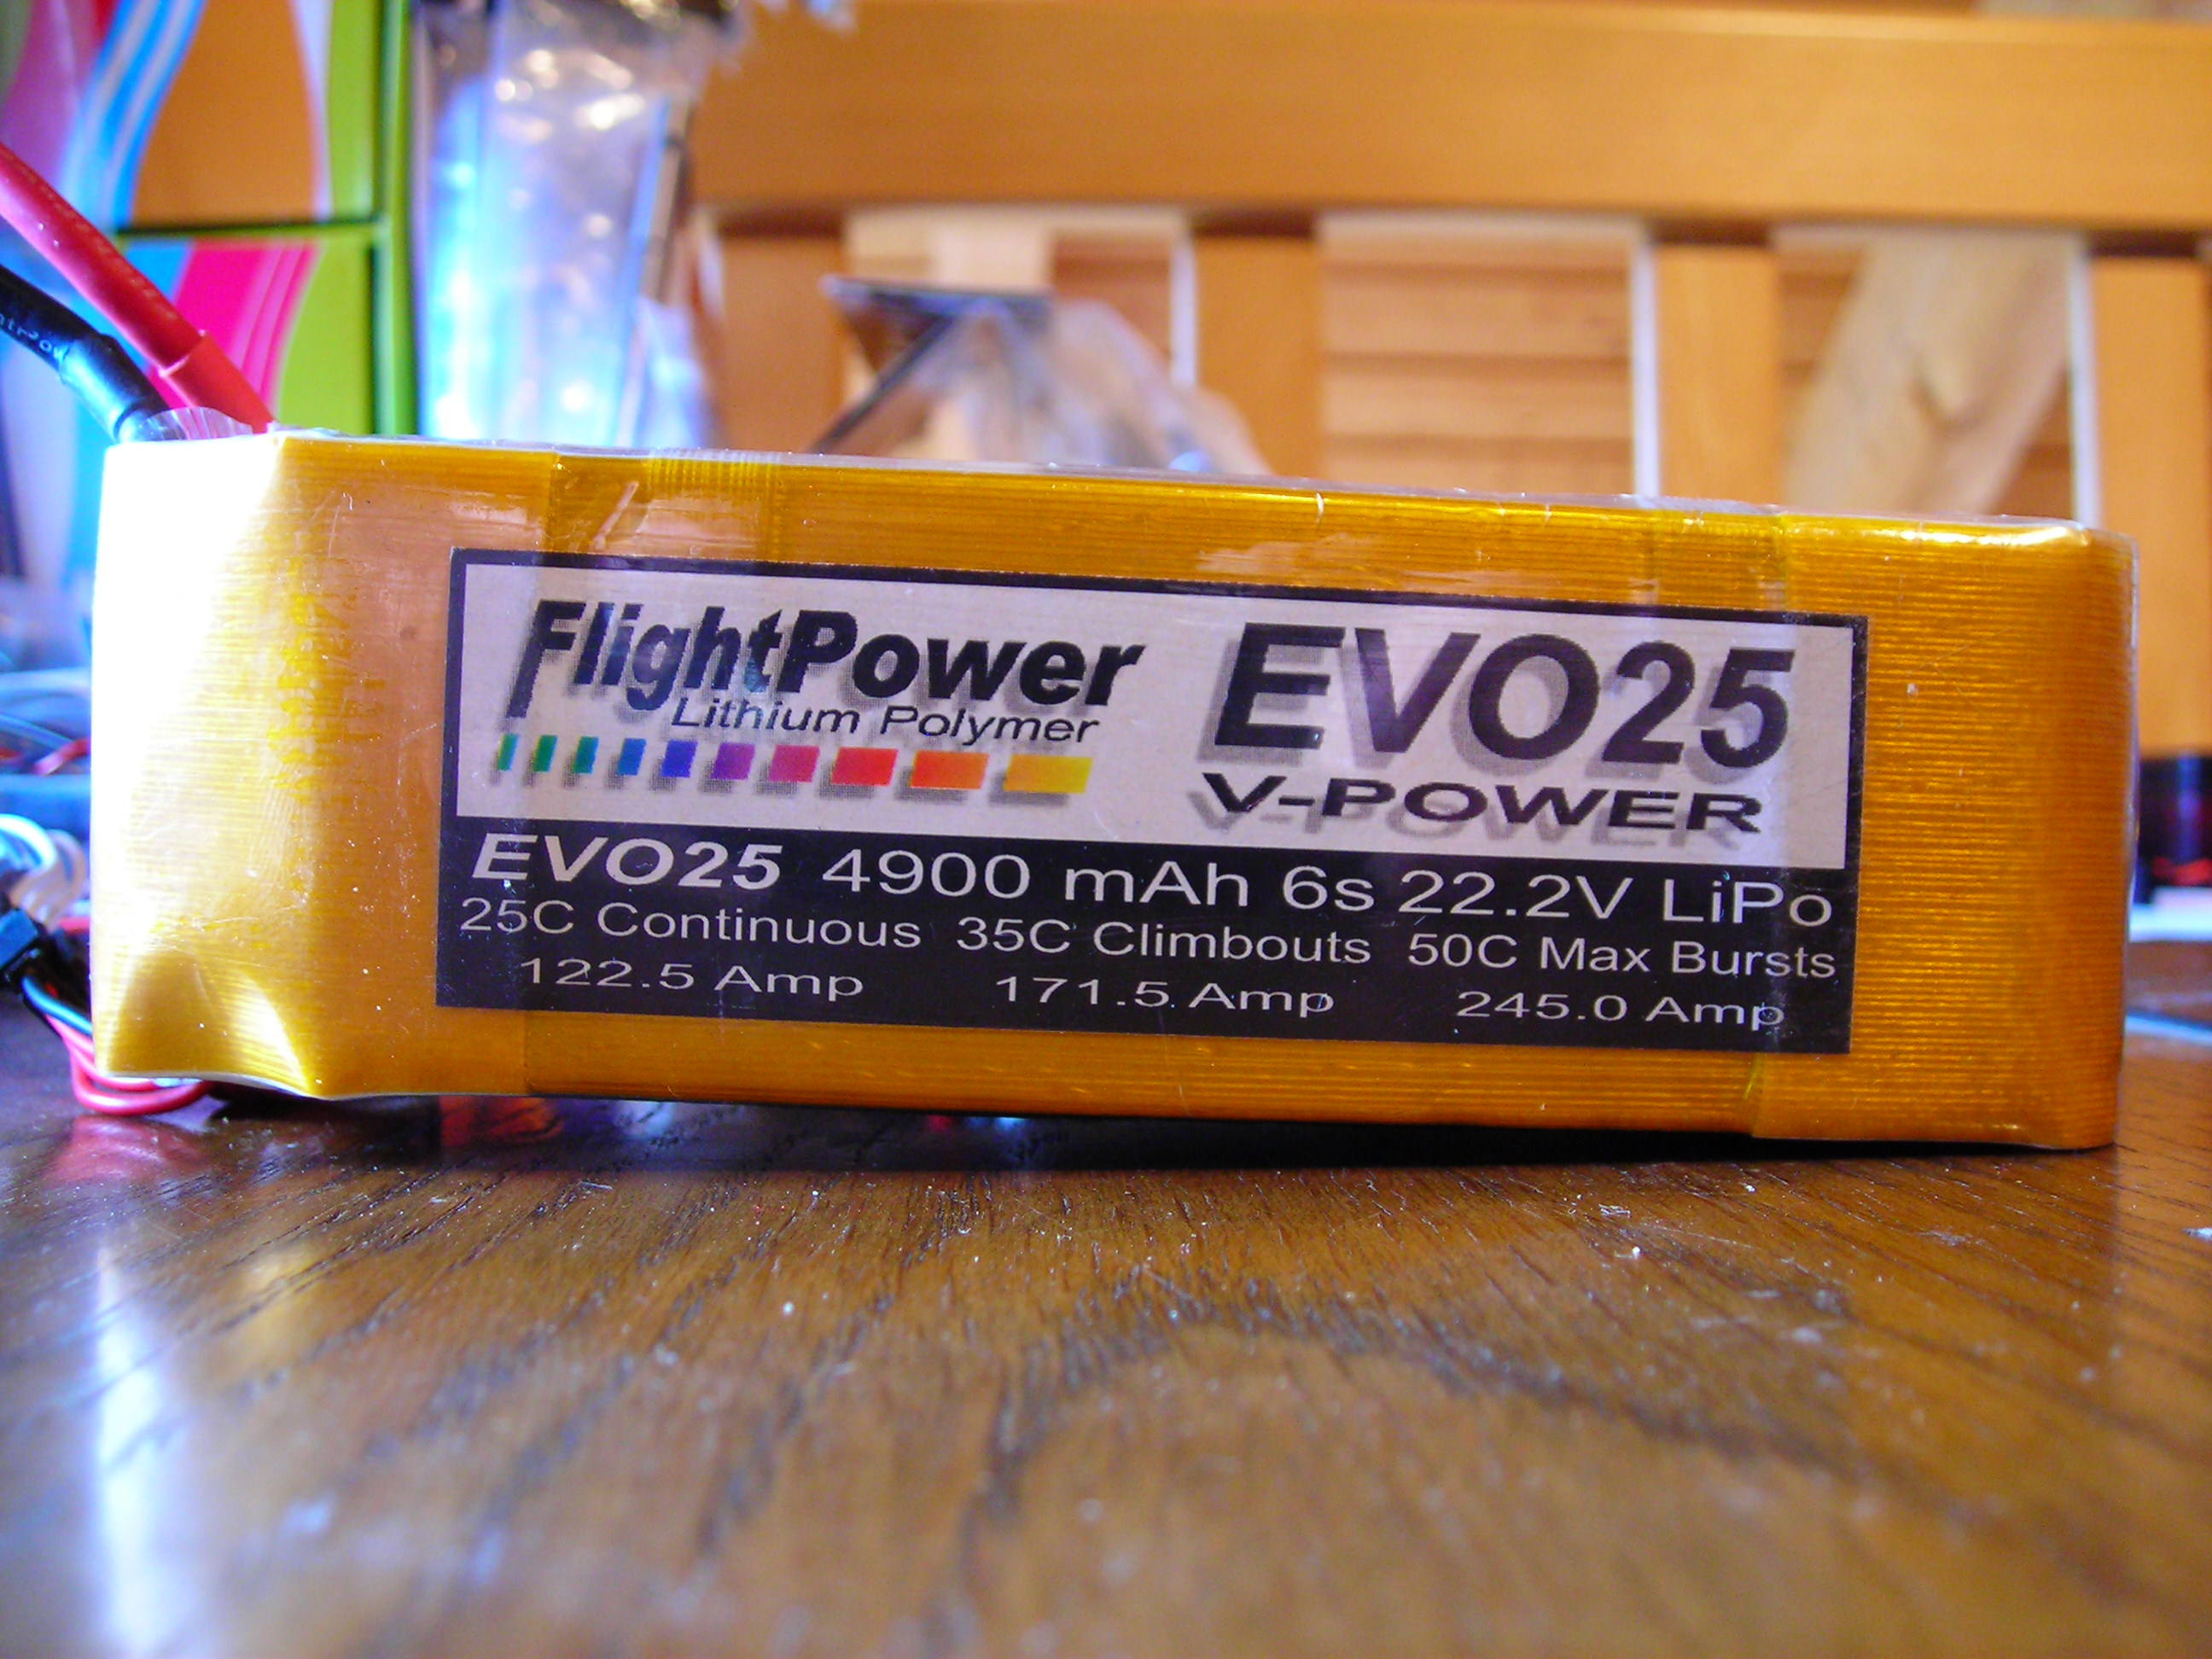 FlightPower
Lithium Polymer
EVO25
V-POWER
EVO25 4900 mAh 6s 22.2V LiPo
25C Continuous 35C Climbouts 50C Max Bursts
122.5 Amp 171.5 Amp 245.0 Amp